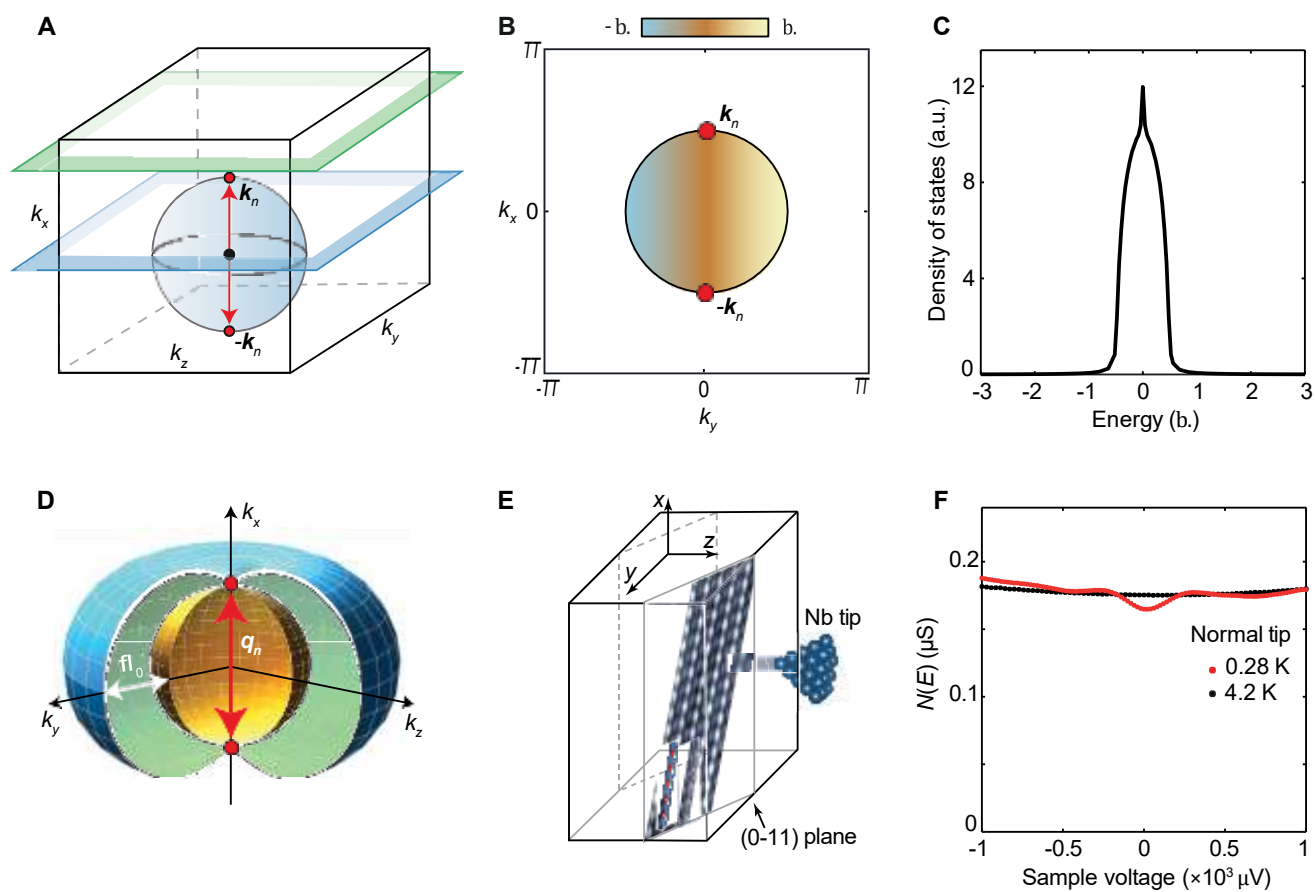 A
k_x
k_n
-k_n
k_z
k_y
B
- b.
b.
π
k_n
k_x
0
-k_n
-π
-π
0
π
k_y
C
Density of states (a.u.)
12
8
4
0
-3
-2
-1
0
1
2
3
Energy (b.)
D
k_x
q_n
fl_0
k_y
k_z
E
x
z
y
Nb tip
(0-11) plane
F
N(E) (µS)
0.2
0.1
0
Normal tip
0.28 K
4.2 K
-1
-0.5
0
0.5
1
Sample voltage (×10³ µV)